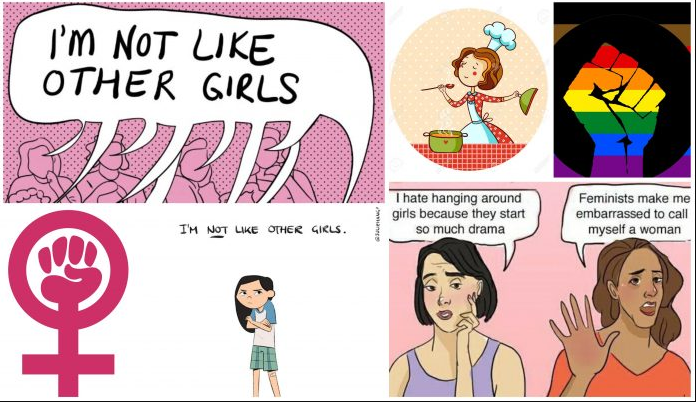 I'M NOT LIKE
OTHER GIRLS
I'M NOT LIKE OTHER GIRLS.
I hate hanging around
girls because they start
so much drama
Feminists make me
embarrassed to call
myself a woman